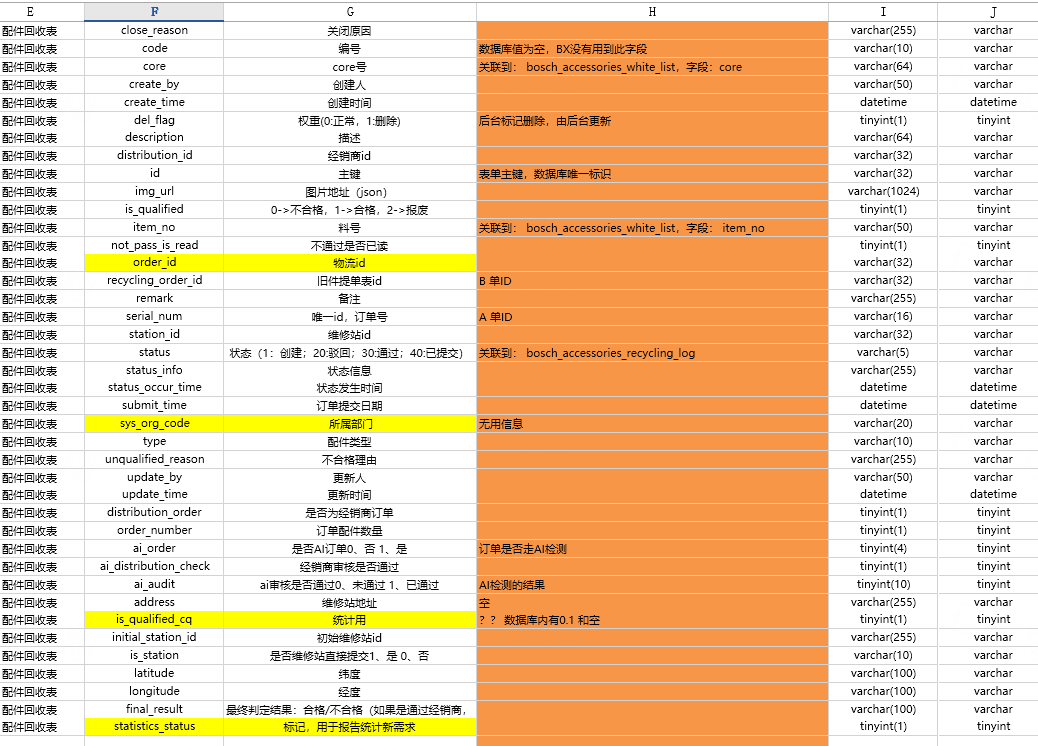 E F G H I J
配件回收表 close_reason 关闭原因 varchar(255) varchar
配件回收表 code 编号 数据库值为空，BX没有用到此字段 varchar(10) varchar
配件回收表 core core号 关联到： bosch_accessories_white_list，字段：core varchar(64) varchar
配件回收表 create_by 创建人 varchar(50) varchar
配件回收表 create_time 创建时间 datetime datetime
配件回收表 del_flag 权重(0:正常，1:删除) 后台标记删除，由后台更新 tinyint(1) tinyint
配件回收表 description 描述 varchar(64) varchar
配件回收表 distribution_id 经销商id varchar(32) varchar
配件回收表 id 主键 表单主键，数据库唯一标识 varchar(32) varchar
配件回收表 img_url 图片地址（json） varchar(1024) varchar
配件回收表 is_qualified 0->不合格，1->合格，2->报废 tinyint(1) tinyint
配件回收表 item_no 料号 关联到： bosch_accessories_white_list，字段： item_no varchar(50) varchar
配件回收表 not_pass_is_read 不通过是否已读 tinyint(1) tinyint
配件回收表 order_id 物流id varchar(32) varchar
配件回收表 recycling_order_id 旧件提单表id B 单ID varchar(32) varchar
配件回收表 remark 备注 varchar(255) varchar
配件回收表 serial_num 唯一id，订单号 A 单ID varchar(16) varchar
配件回收表 station_id 维修站id varchar(32) varchar
配件回收表 status 状态（1：创建；20:驳回；30:通过；40:已提交） 关联到： bosch_accessories_recycling_log varchar(5) varchar
配件回收表 status_info 状态信息 varchar(255) varchar
配件回收表 status_occur_time 状态发生时间 datetime datetime
配件回收表 submit_time 订单提交日期 datetime datetime
配件回收表 sys_org_code 所属部门 无用信息 varchar(20) varchar
配件回收表 type 配件类型 varchar(10) varchar
配件回收表 unqualified_reason 不合格理由 varchar(255) varchar
配件回收表 update_by 更新人 varchar(50) varchar
配件回收表 update_time 更新时间 datetime datetime
配件回收表 distribution_order 是否为经销商订单 tinyint(1) tinyint
配件回收表 order_number 订单配件数量 tinyint(1) tinyint
配件回收表 ai_order 是否AI订单0、否 1、是 订单是否走AI检测 tinyint(4) tinyint
配件回收表 ai_distribution_check 经销商审核是否通过 tinyint(1) tinyint
配件回收表 ai_audit ai审核是否通过0、未通过 1、已通过 AI检测的结果 tinyint(10) tinyint
配件回收表 address 维修站地址 空 varchar(255) varchar
配件回收表 is_qualified_cq 统计用 ？？ 数据库内有0.1 和空 tinyint(1) tinyint
配件回收表 initial_station_id 初始维修站id varchar(255) varchar
配件回收表 is_station 是否维修站直接提交1、是 0、否 varchar(10) varchar
配件回收表 latitude 纬度 varchar(100) varchar
配件回收表 longitude 经度 varchar(100) varchar
配件回收表 final_result 最终判定结果：合格/不合格（如果是通过经销商， varchar(100) varchar
配件回收表 statistics_status 标记，用于报告统计新需求 tinyint(1) tinyint